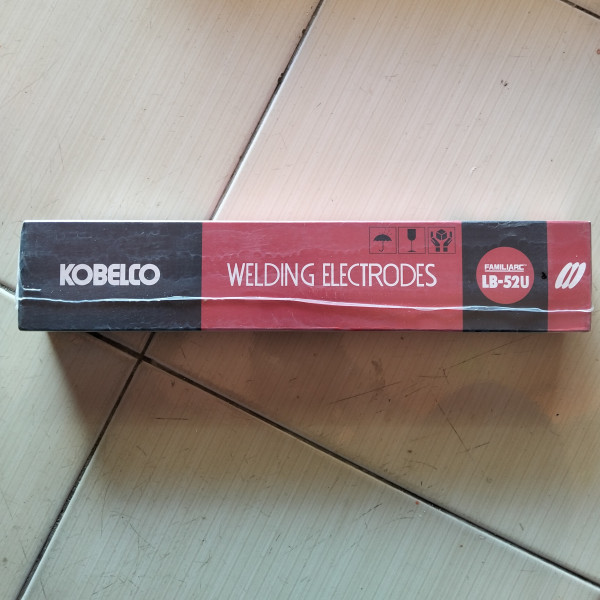 KOBELCO
WELDING ELECTRODES
FAMILIARC
LB-52U